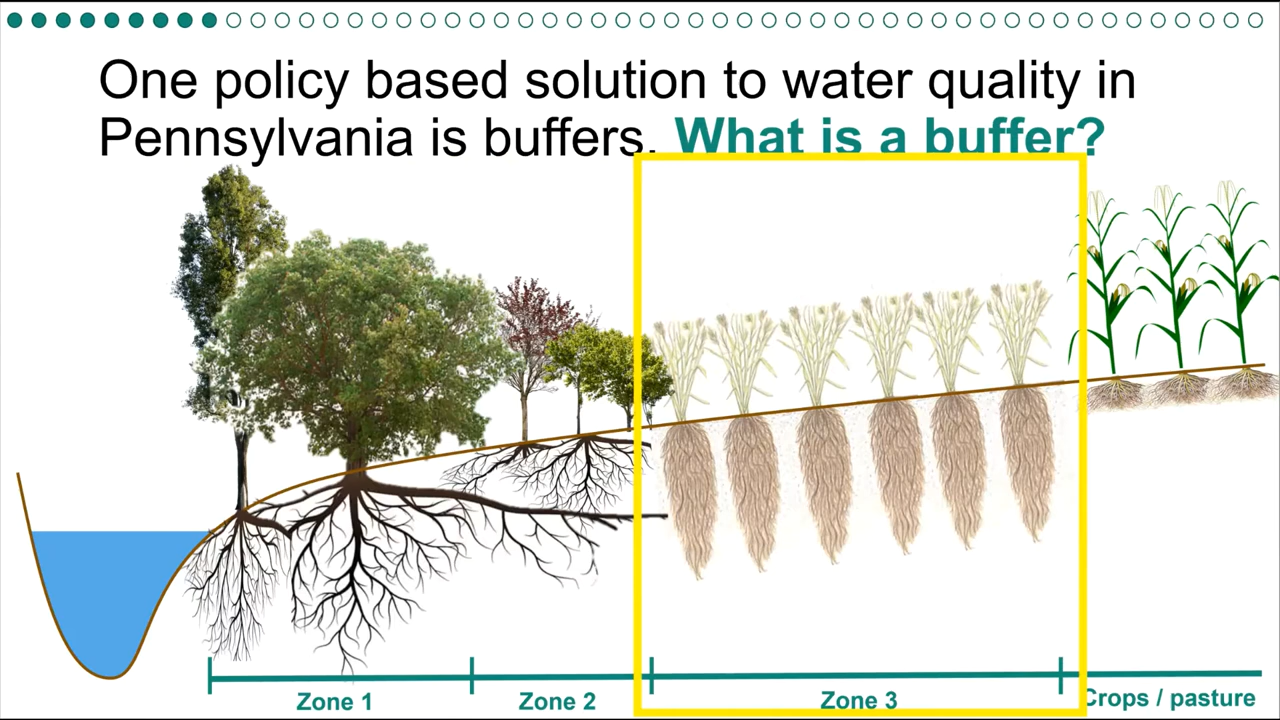 One policy based solution to water quality in
Pennsylvania is buffers. What is a buffer?
Zone 1
Zone 2
Zone 3
Crops / pasture